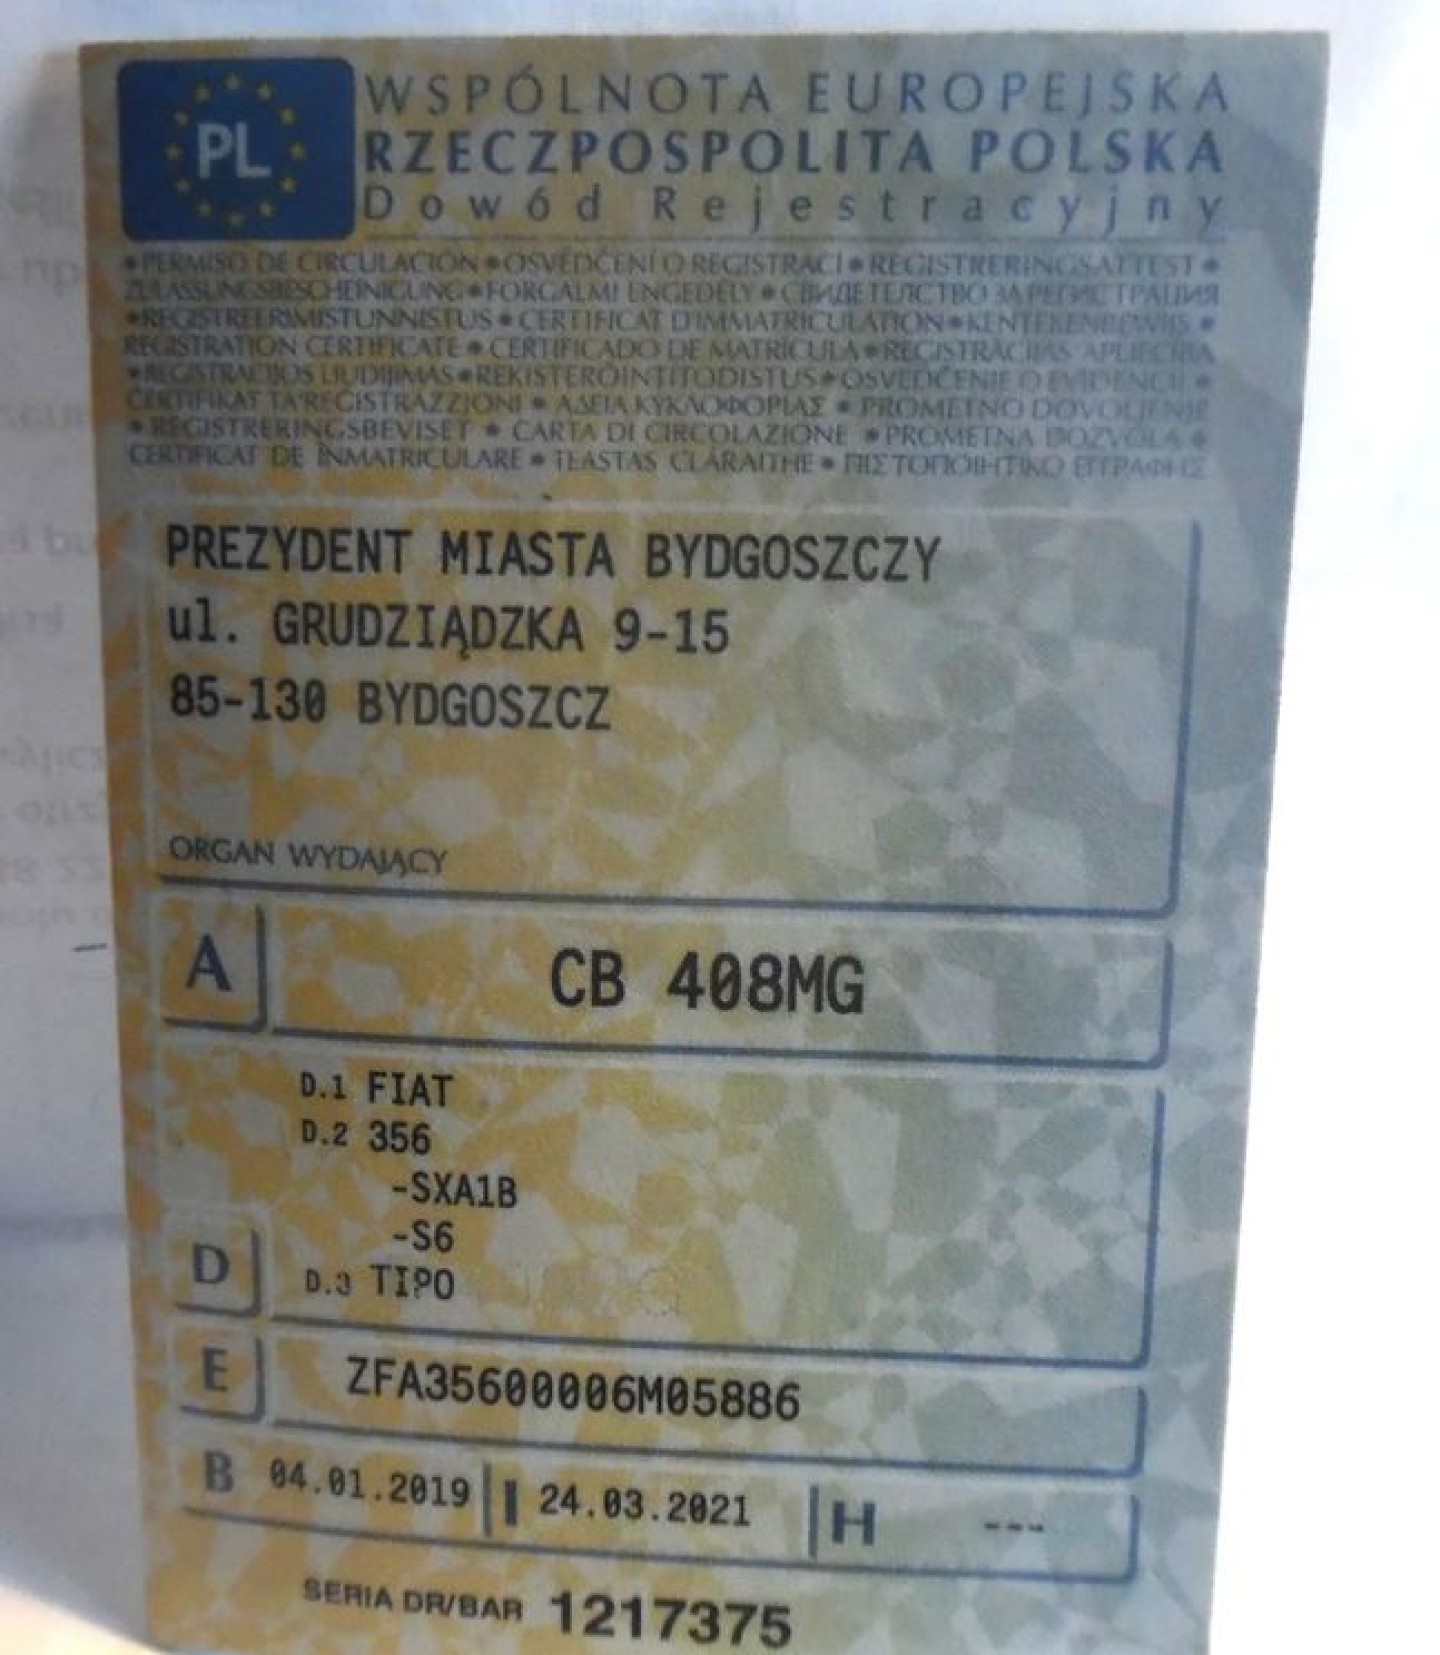 PL
WSPÓLNOTA EUROPEJSKA
RZECZPOSPOLITA POLSKA
Dowód Rejestracyjny
•PERMISO DE CIRCULACIÓN•OSVĚDČENÍ O REGISTRACI•REGISTRERINGSATTEST•
ZULASSUNGSBESCHEINIGUNG•FORGALMI ENGEDÉLY•СВИДЕТЕЛСТВО ЗА РЕГИСТРАЦИЯ
•REGISTREERIMISTUNNISTUS•CERTIFICAT D'IMMATRICULATION•KENTEKENBEWIJS•
REGISTRATION CERTIFICATE•CERTIFICADO DE MATRÍCULA•REGISTRĀCIJAS APLIECĪBA
•REGISTRACIJOS LIUDIJIMAS•REKISTERÖINTITODISTUS•OSVEDČENIE O EVIDENCII•
ĊERTIFIKAT TA'REĠISTRAZZJONI•ΑΔΕΙΑ ΚΥΚΛΟΦΟΡΙΑΣ•PROMETNO DOVOLJENJE
•REGISTRERINGSBEVISET•CARTA DI CIRCOLAZIONE•PROMETNA DOZVOLA•
CERTIFICAT DE ÎNMATRICULARE•TEASTAS CLÁRAITHE•ΠΙΣΤΟΠΟΙΗΤΙΚΟ ΕΓΓΡΑΦΗΣ
PREZYDENT MIASTA BYDGOSZCZY
ul. GRUDZIĄDZKA 9-15
85-130 BYDGOSZCZ
ORGAN WYDAJĄCY
A CB 408MG
D.1 FIAT
D.2 356
-SXA1B
-S6
D D.3 TIPO
E ZFA35600006M05886
B 04.01.2019 I 24.03.2021 H ---
SERIA DR/BAR 1217375